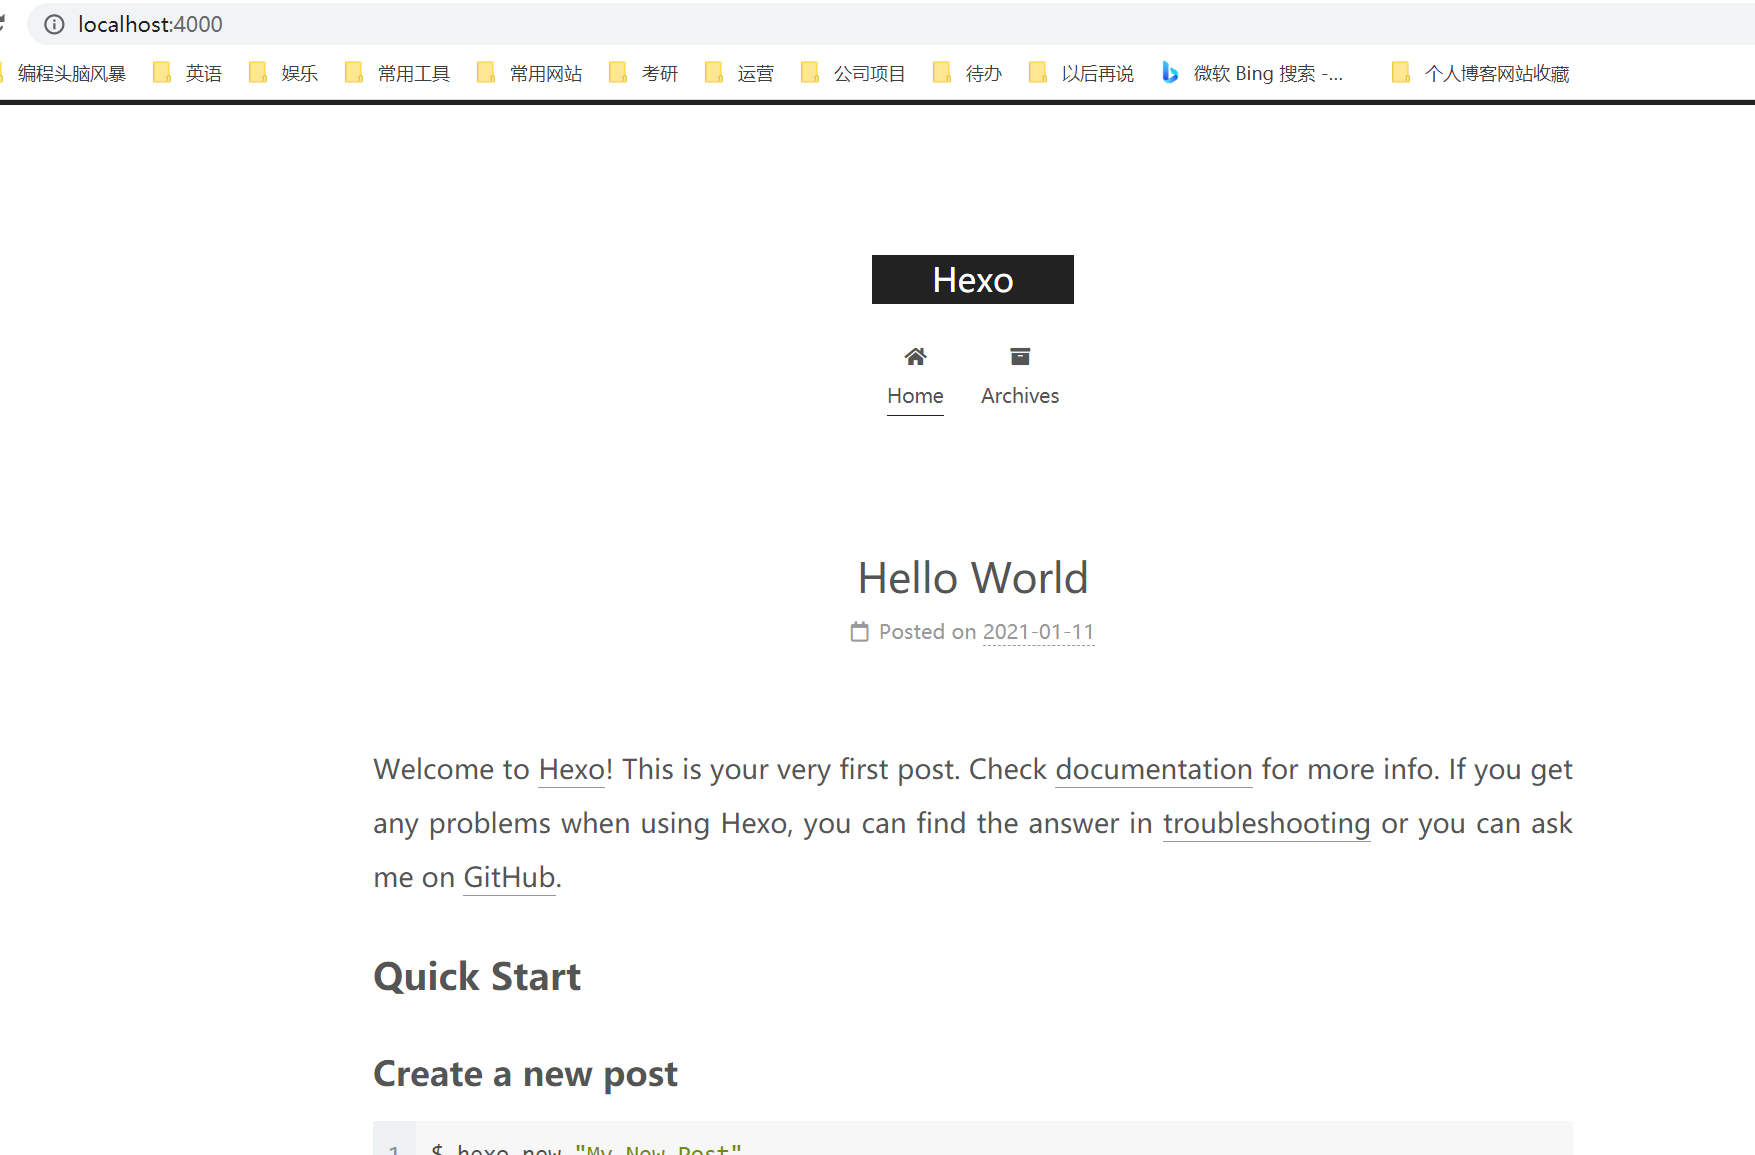 localhost:4000
编程头脑风暴 英语 娱乐 常用工具 常用网站 考研 运营 公司项目 待办 以后再说 微软 Bing 搜索 -... 个人博客网站收藏
Hexo
Home Archives
Hello World
Posted on 2021-01-11
Welcome to Hexo! This is your very first post. Check documentation for more info. If you get
any problems when using Hexo, you can find the answer in troubleshooting or you can ask
me on GitHub.
Quick Start
Create a new post
1 $ hexo new "My New Post"